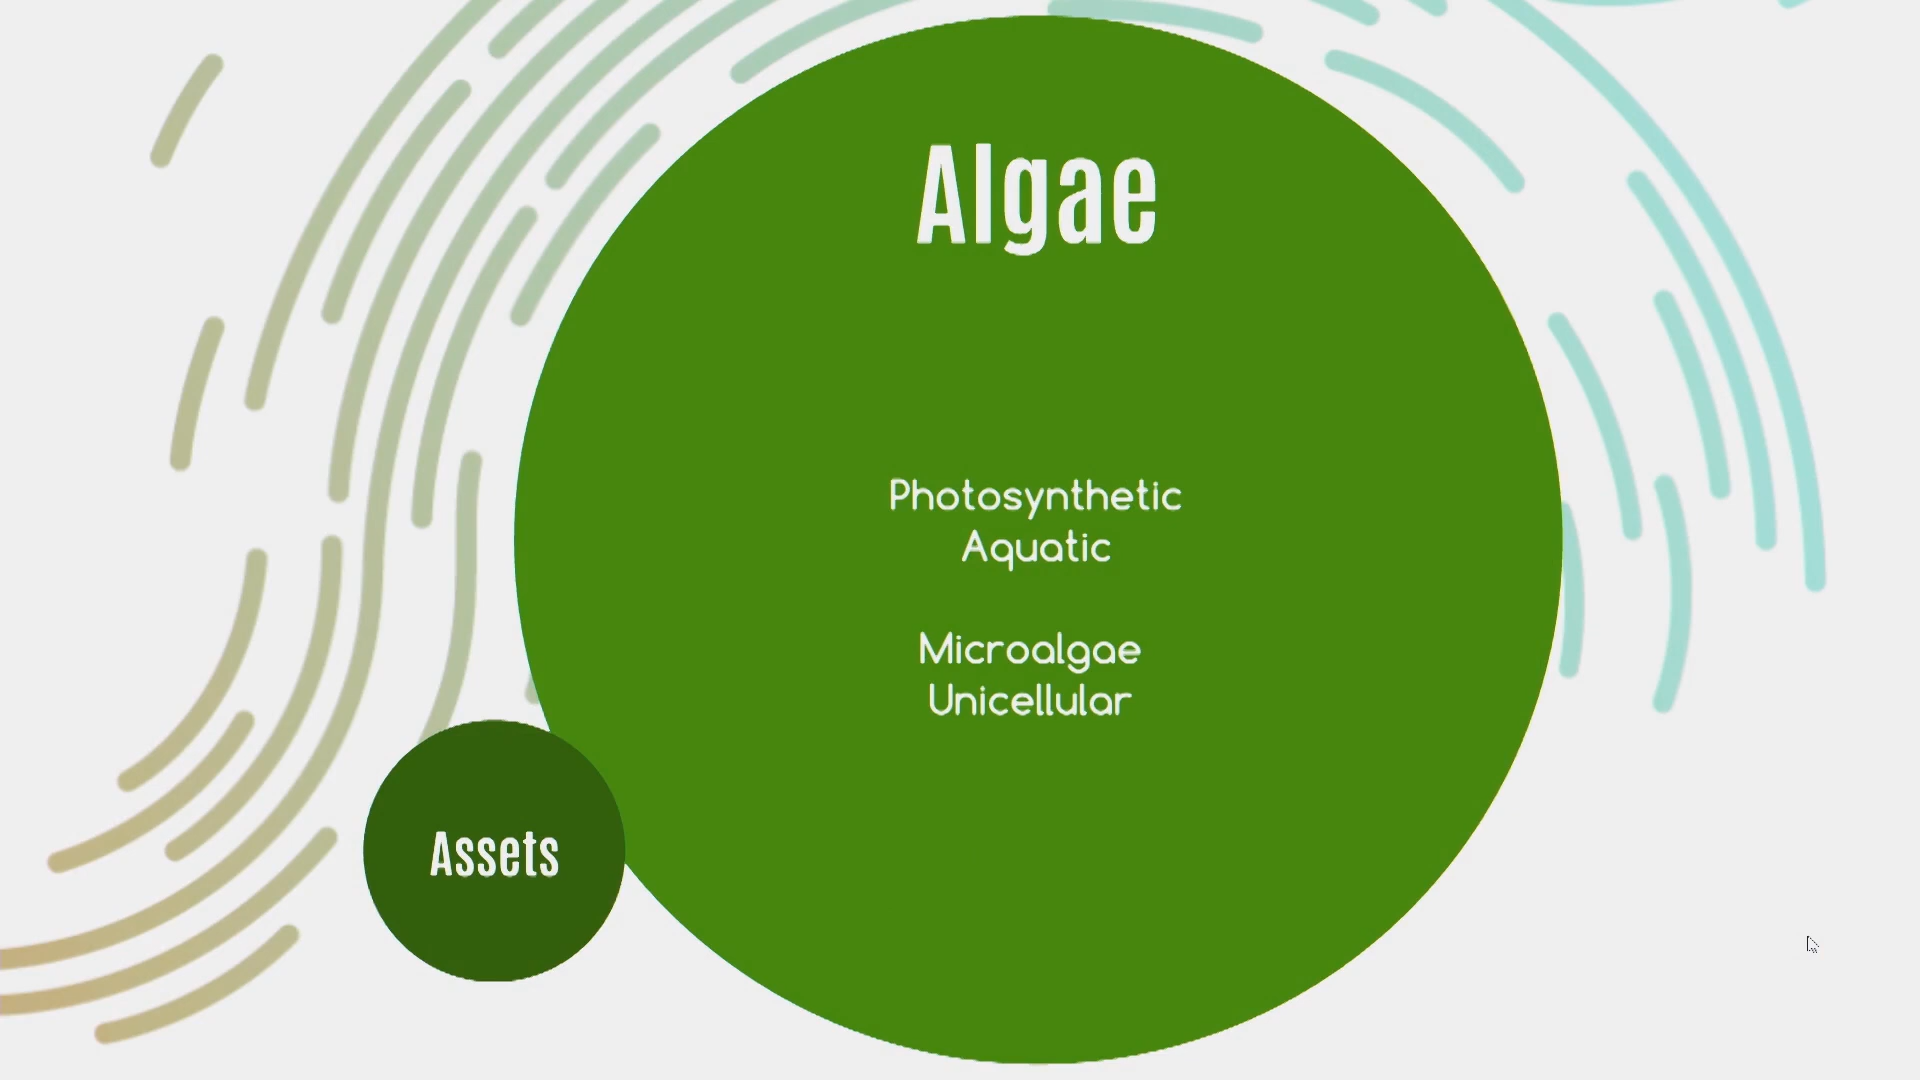 Algae
Photosynthetic
Aquatic
Microalgae
Unicellular
Assets